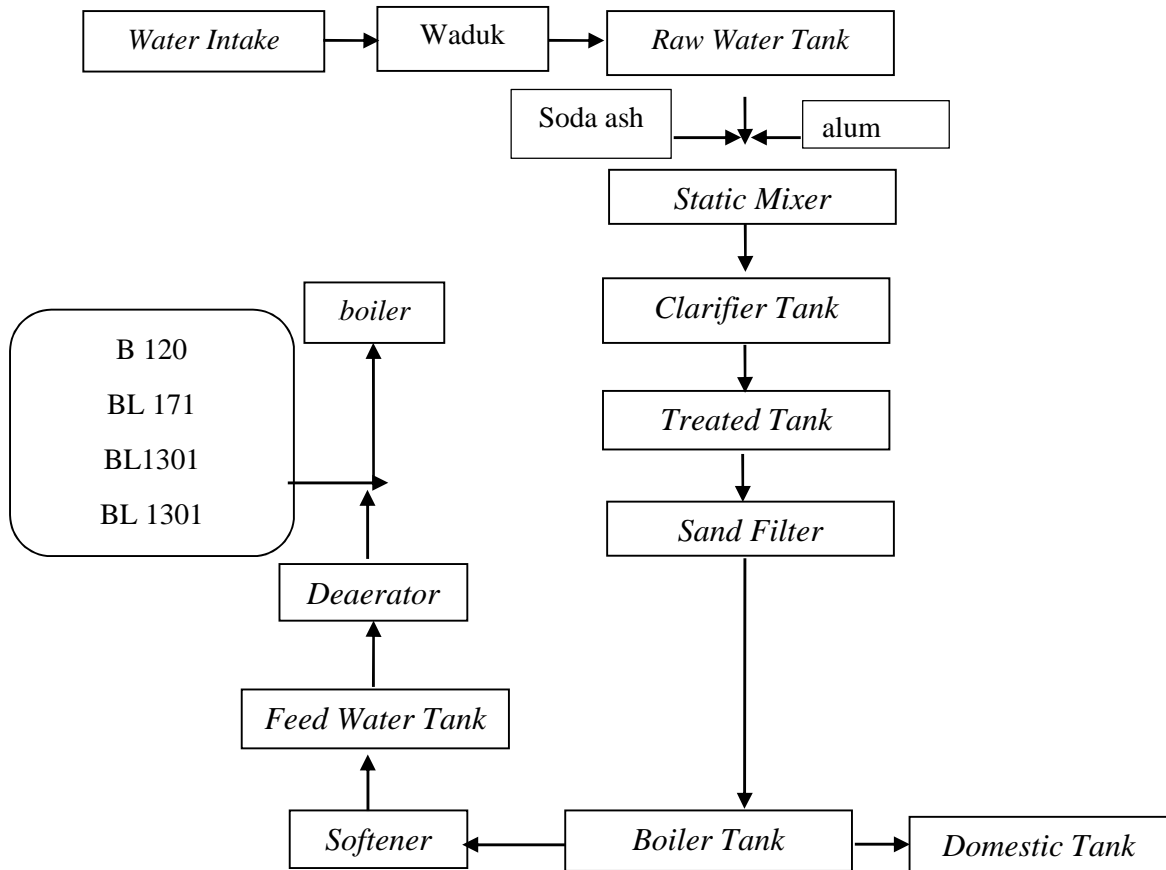 Water Intake
Waduk
Raw Water Tank
Soda ash
alum
Static Mixer
Clarifier Tank
Treated Tank
Sand Filter
Boiler Tank
Domestic Tank
Softener
Feed Water Tank
Deaerator
B 120
BL 171
BL1301
BL 1301
boiler